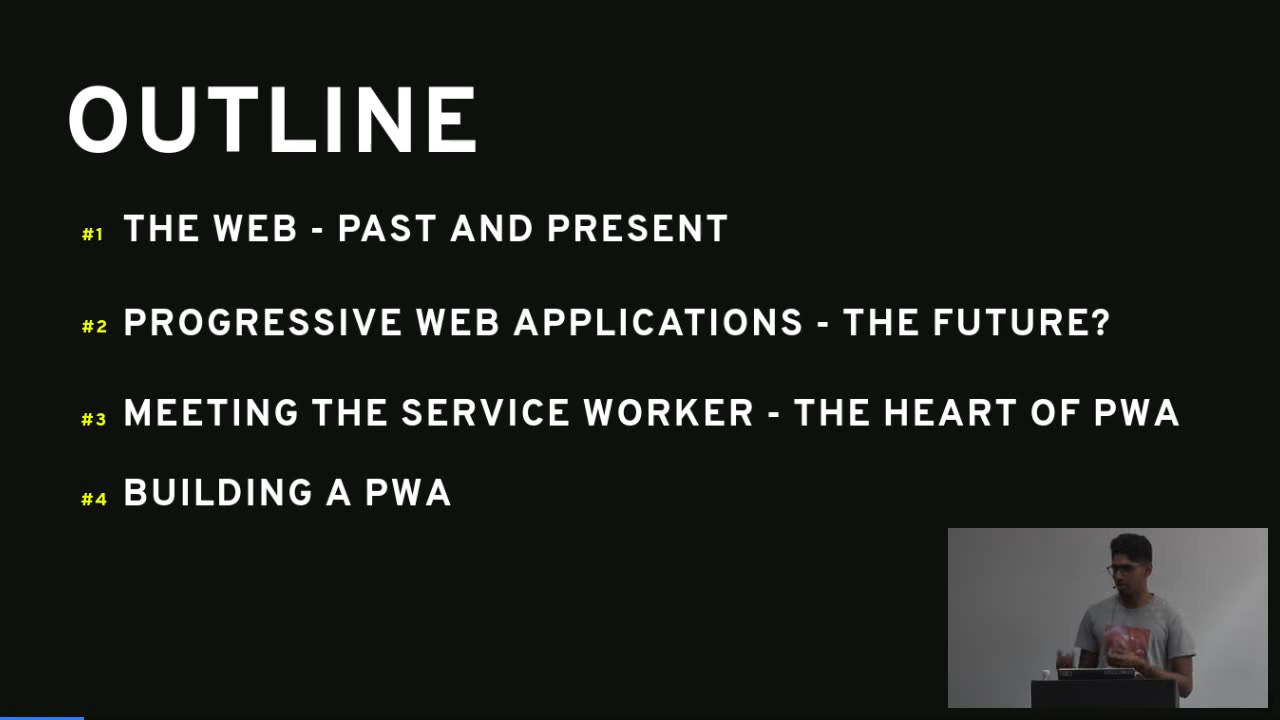 OUTLINE
#1 THE WEB - PAST AND PRESENT
#2 PROGRESSIVE WEB APPLICATIONS - THE FUTURE?
#3 MEETING THE SERVICE WORKER - THE HEART OF PWA
#4 BUILDING A PWA